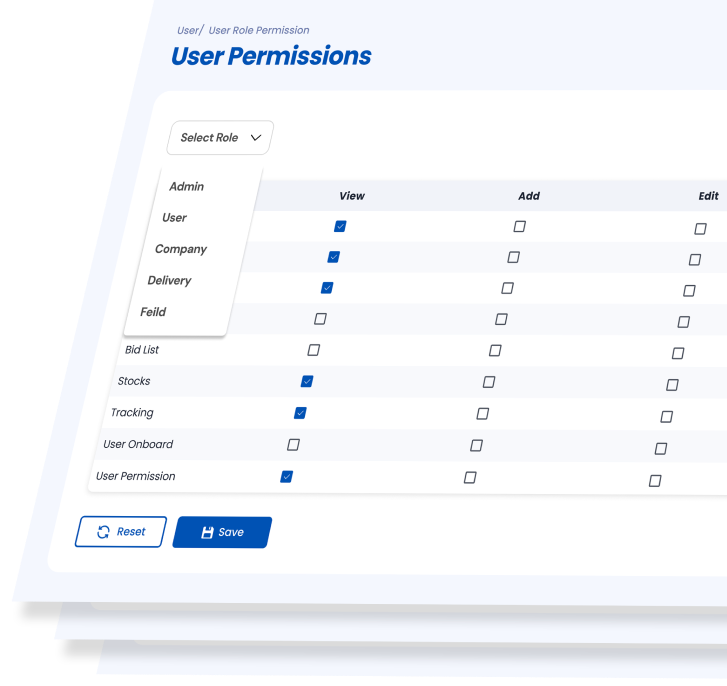 User/ User Role Permission
User Permissions
Select Role
Admin
User
Company
Delivery
Feild
View Add Edit
Bid List
Stocks
Tracking
User Onboard
User Permission
Reset Save